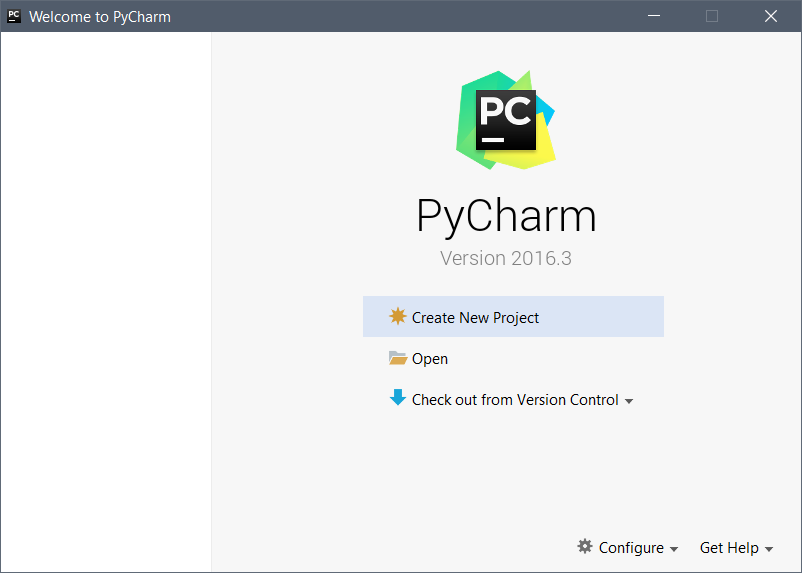 PC Welcome to PyCharm
PC
PyCharm
Version 2016.3
Create New Project
Open
Check out from Version Control
Configure
Get Help